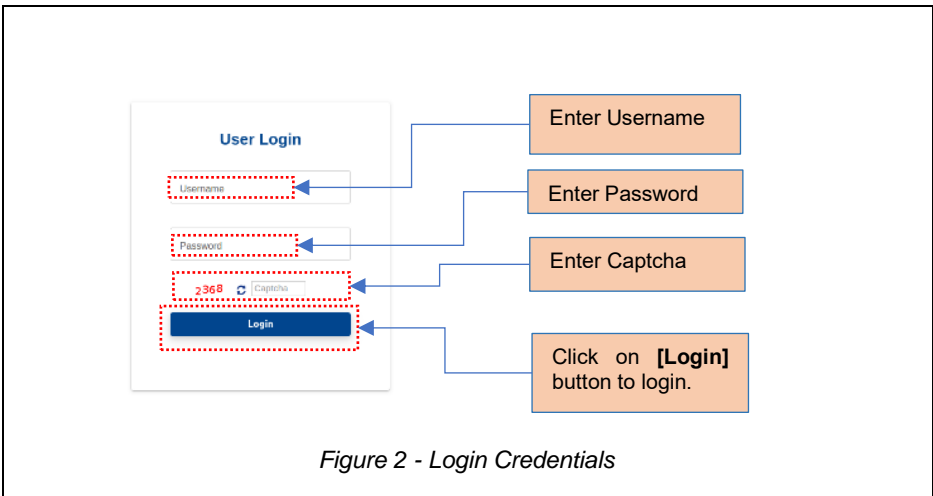 User Login
Enter Username
Username
Enter Password
Password
Enter Captcha
2368 Captcha
Login
Click on [Login]
button to login.
Figure 2 - Login Credentials